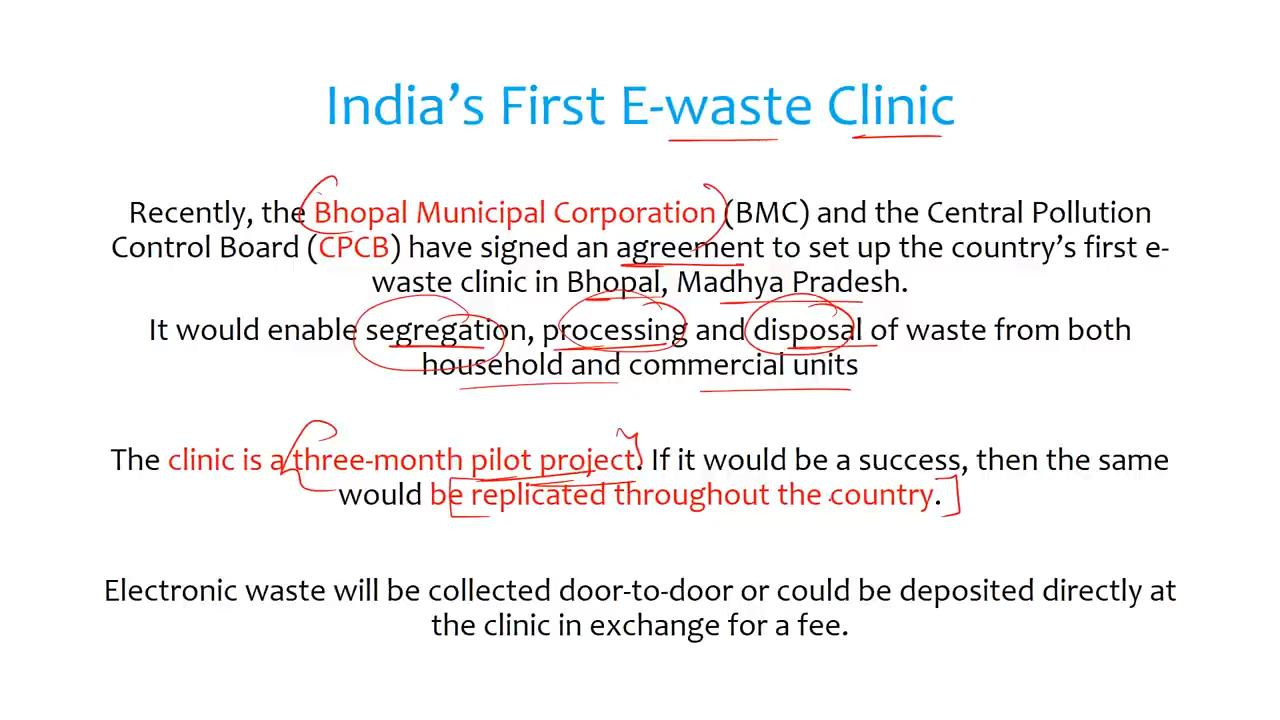 India's First E-waste Clinic
Recently, the Bhopal Municipal Corporation (BMC) and the Central Pollution
Control Board (CPCB) have signed an agreement to set up the country's first e-
waste clinic in Bhopal, Madhya Pradesh.
It would enable segregation, processing and disposal of waste from both
household and commercial units
The clinic is a three-month pilot project. If it would be a success, then the same
would be replicated throughout the country.
Electronic waste will be collected door-to-door or could be deposited directly at
the clinic in exchange for a fee.